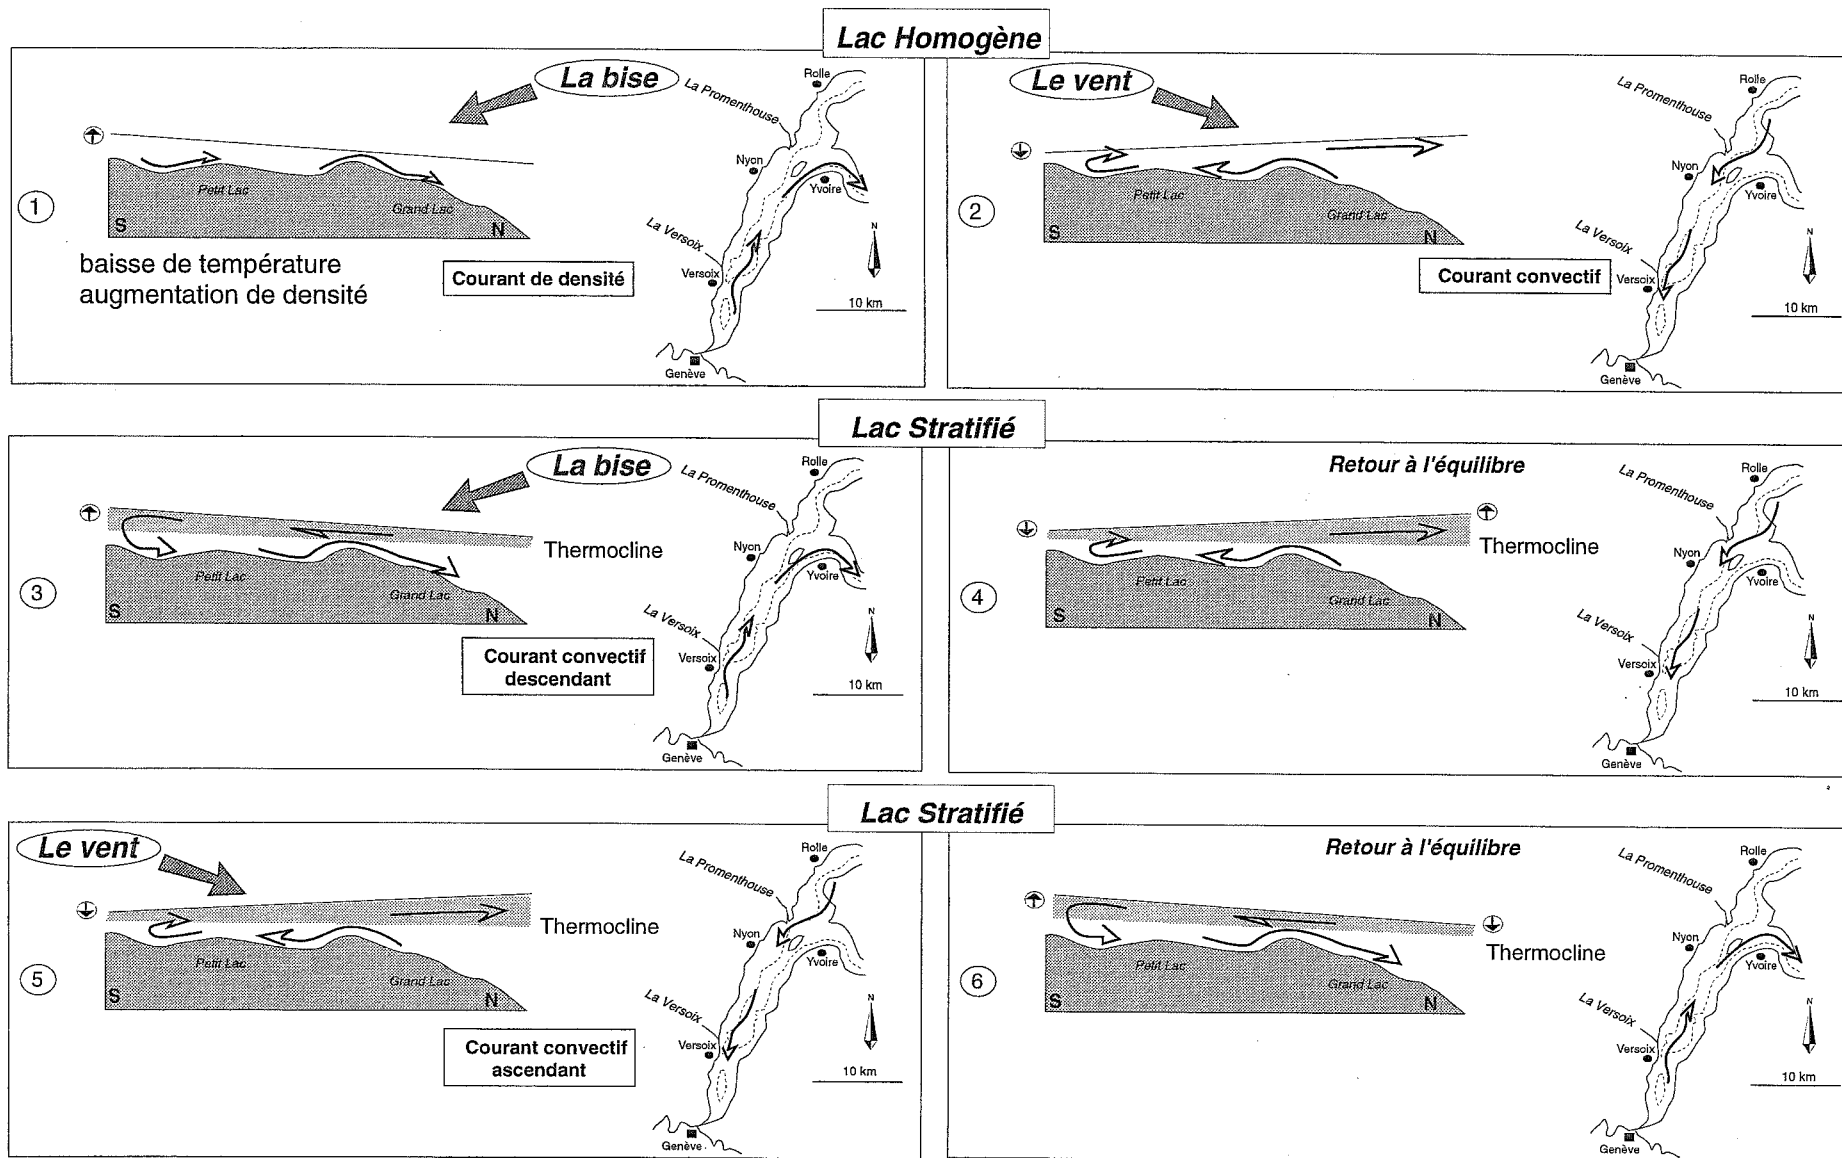 Lac Homogène
La bise
Rolle
La Promenthouse
Nyon
Yvoire
Petit Lac
Grand Lac
1
S
N
La Versoix
N
baisse de température
augmentation de densité
Courant de densité
Versoix
10 km
Genève
Le vent
Rolle
La Promenthouse
Nyon
Yvoire
Petit Lac
Grand Lac
2
S
N
La Versoix
N
Courant convectif
Versoix
10 km
Genève
Lac Stratifié
La bise
Rolle
La Promenthouse
Thermocline
Nyon
Yvoire
Petit Lac
Grand Lac
3
S
N
La Versoix
N
Courant convectif
descendant
Versoix
10 km
Genève
Retour à l'équilibre
Rolle
La Promenthouse
Thermocline
Nyon
Yvoire
Petit Lac
Grand Lac
4
S
N
La Versoix
N
Versoix
10 km
Genève
Lac Stratifié
Le vent
Rolle
La Promenthouse
Thermocline
Nyon
Yvoire
Petit Lac
Grand Lac
5
S
N
La Versoix
N
Courant convectif
ascendant
Versoix
10 km
Genève
Retour à l'équilibre
Rolle
La Promenthouse
Thermocline
Nyon
Yvoire
Petit Lac
Grand Lac
6
S
N
La Versoix
N
Versoix
10 km
Genève